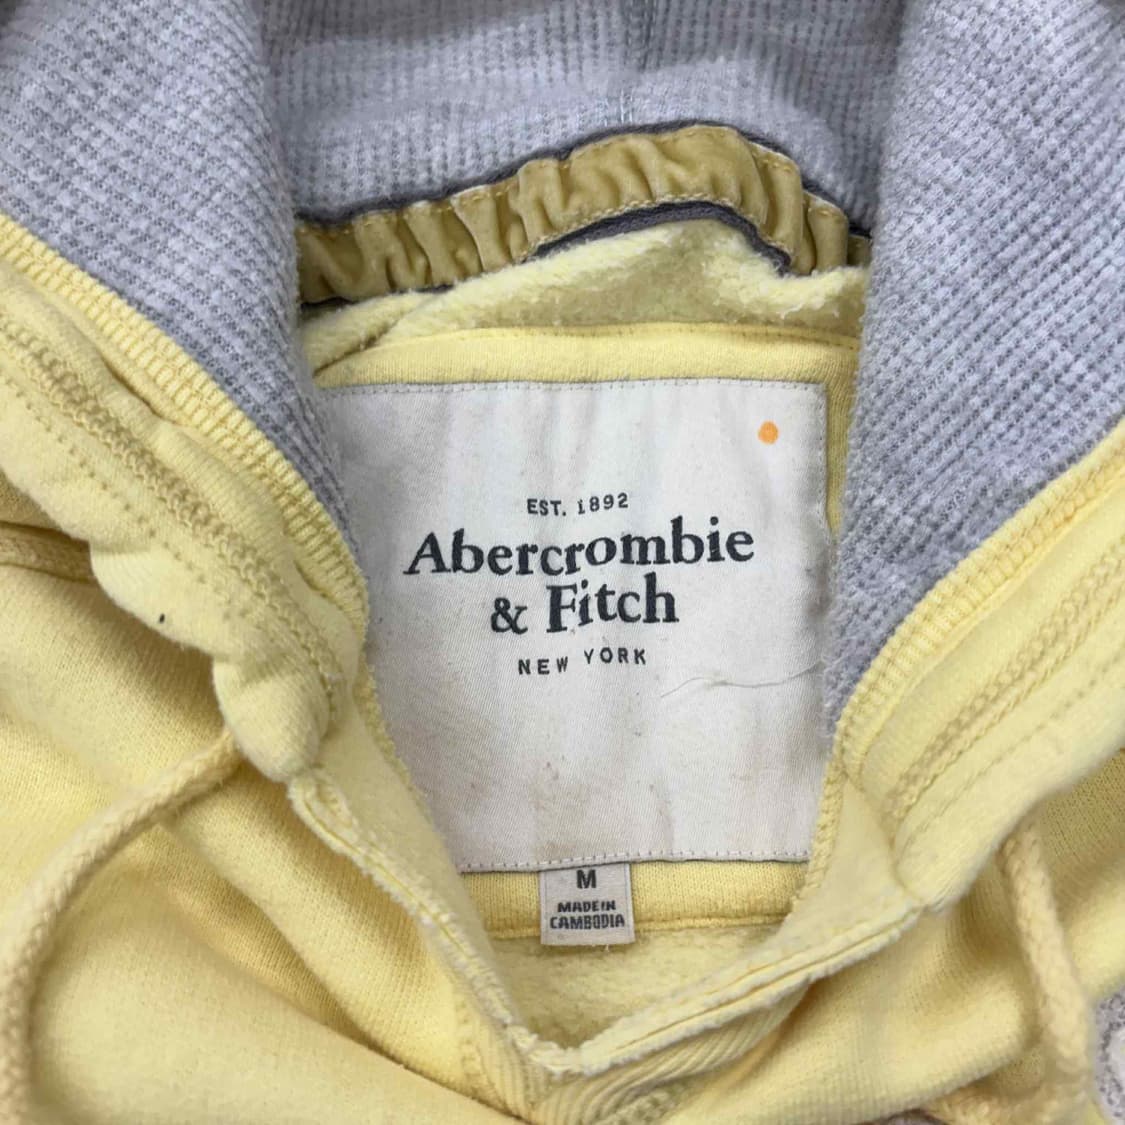 EST. 1892
Abercrombie
& Fitch
NEW YORK
M
MADE IN
CAMBODIA